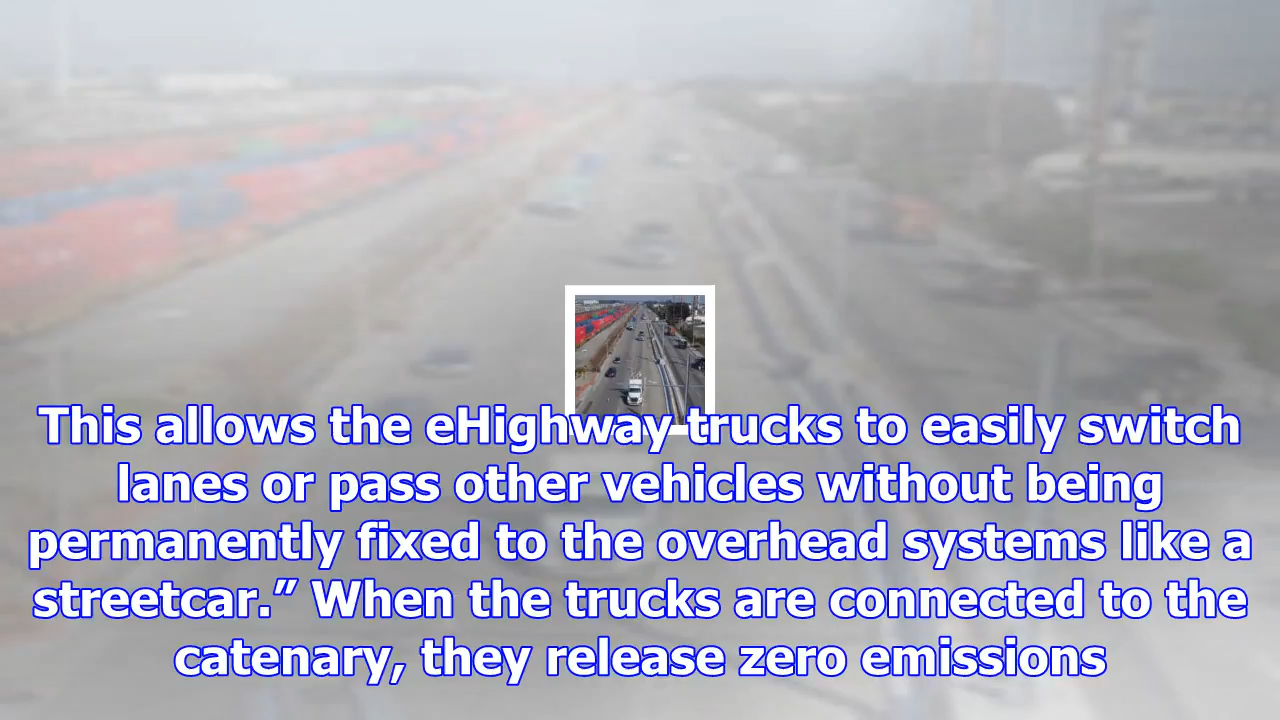 This allows the eHighway trucks to easily switch
lanes or pass other vehicles without being
permanently fixed to the overhead systems like a
streetcar.” When the trucks are connected to the
catenary, they release zero emissions